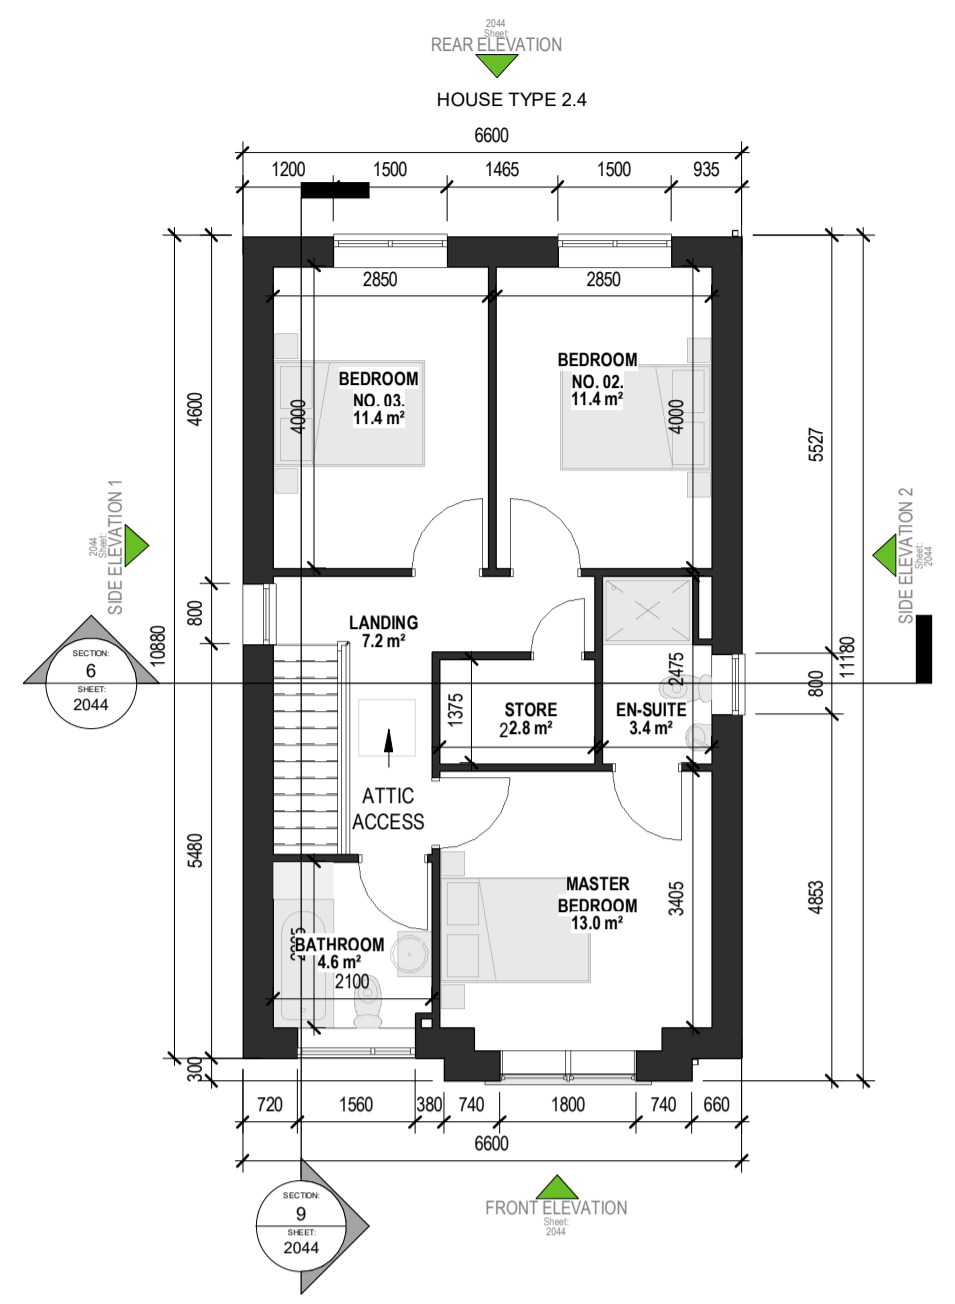 2044
Sheet:
REAR ELEVATION
HOUSE TYPE 2.4
6600
1200 1500 1465 1500 935
2850 2850
BEDROOM
NO. 03.
11.4 m²
BEDROOM
NO. 02.
11.4 m²
4000
4000
4600
5527
SIDE ELEVATION 1
Sheet:
2044
SIDE ELEVATION 2
Sheet:
2044
800
10880
11180
800
LANDING
7.2 m²
SECTION:
6
SHEET:
2044
2475
1375
STORE
2.8 m²
EN-SUITE
3.4 m²
ATTIC
ACCESS
5480
4853
MASTER
BEDROOM
13.0 m²
3405
BATHROOM
4.6 m²
2100
300
720 1560 380 740 1800 740 660
6600
SECTION:
9
SHEET:
2044
FRONT ELEVATION
Sheet:
2044